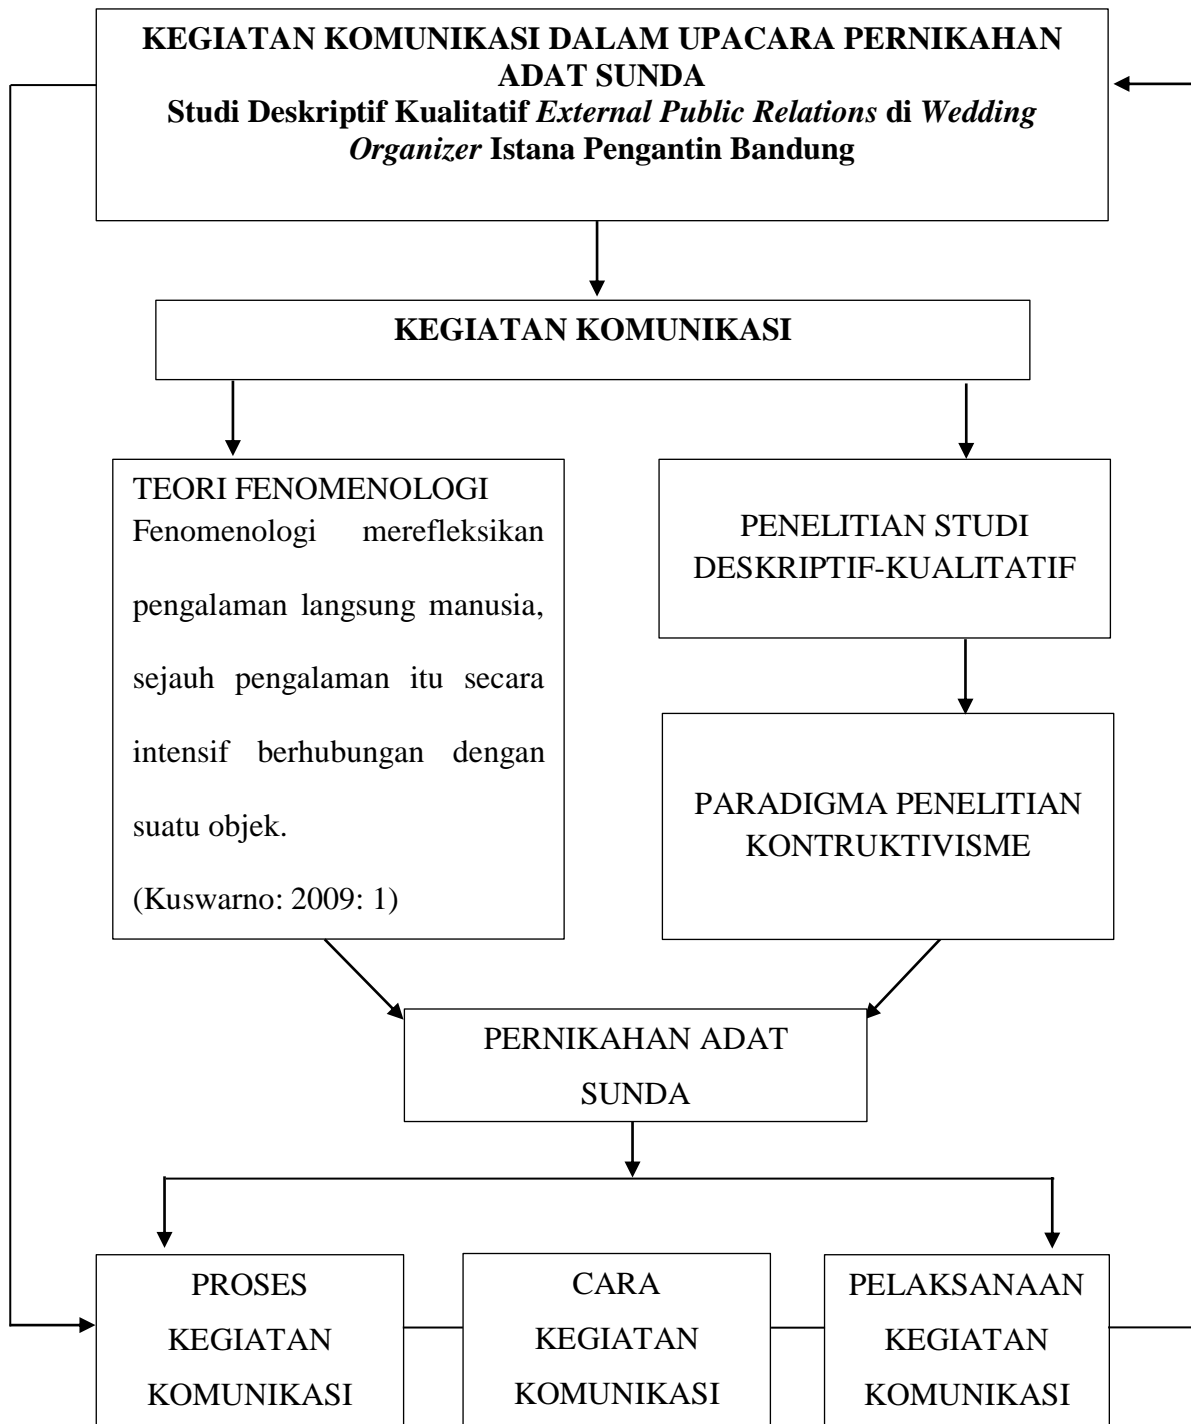 KEGIATAN KOMUNIKASI DALAM UPACARA PERNIKAHAN
ADAT SUNDA
Studi Deskriptif Kualitatif External Public Relations di Wedding
Organizer Istana Pengantin Bandung
KEGIATAN KOMUNIKASI
TEORI FENOMENOLOGI
Fenomenologi merefleksikan
pengalaman langsung manusia,
sejauh pengalaman itu secara
intensif berhubungan dengan
suatu objek.
(Kuswarno: 2009: 1)
PENELITIAN STUDI
DESKRIPTIF-KUALITATIF
PARADIGMA PENELITIAN
KONTRUKTIVISME
PERNIKAHAN ADAT
SUNDA
PROSES
KEGIATAN
KOMUNIKASI
CARA
KEGIATAN
KOMUNIKASI
PELAKSANAAN
KEGIATAN
KOMUNIKASI